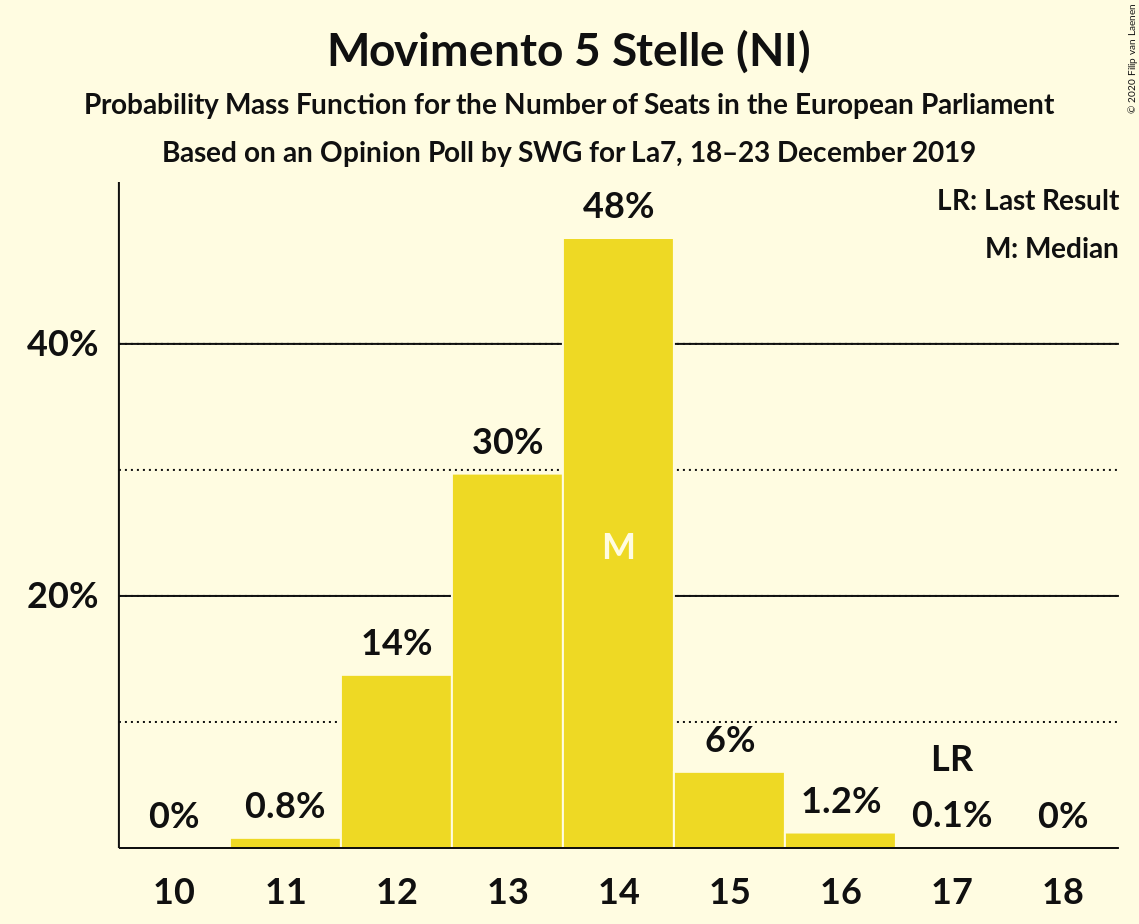 Movimento 5 Stelle (NI)
Probability Mass Function for the Number of Seats in the European Parliament
Based on an Opinion Poll by SWG for La7, 18–23 December 2019
© 2020 Filip van Laenen
LR: Last Result
M: Median
48%
40%
30%
M
20%
14%
6%
LR
0%
0.8%
1.2%
0.1%
0%
10 11 12 13 14 15 16 17 18